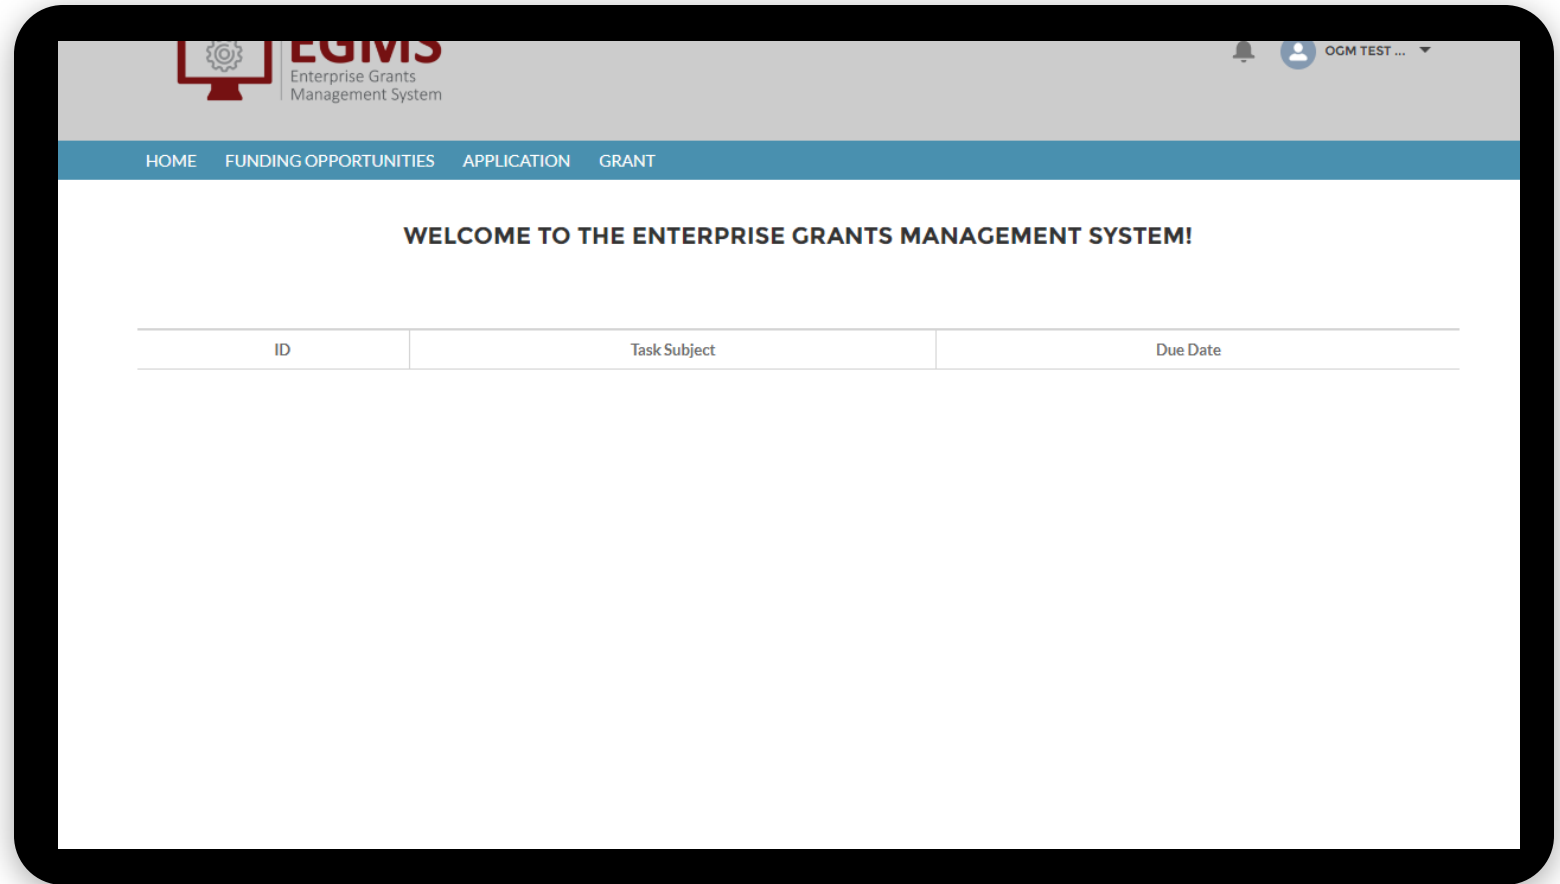 EGMS
Enterprise Grants
Management System
OGM TEST ...
HOME FUNDING OPPORTUNITIES APPLICATION GRANT
WELCOME TO THE ENTERPRISE GRANTS MANAGEMENT SYSTEM!
ID Task Subject Due Date